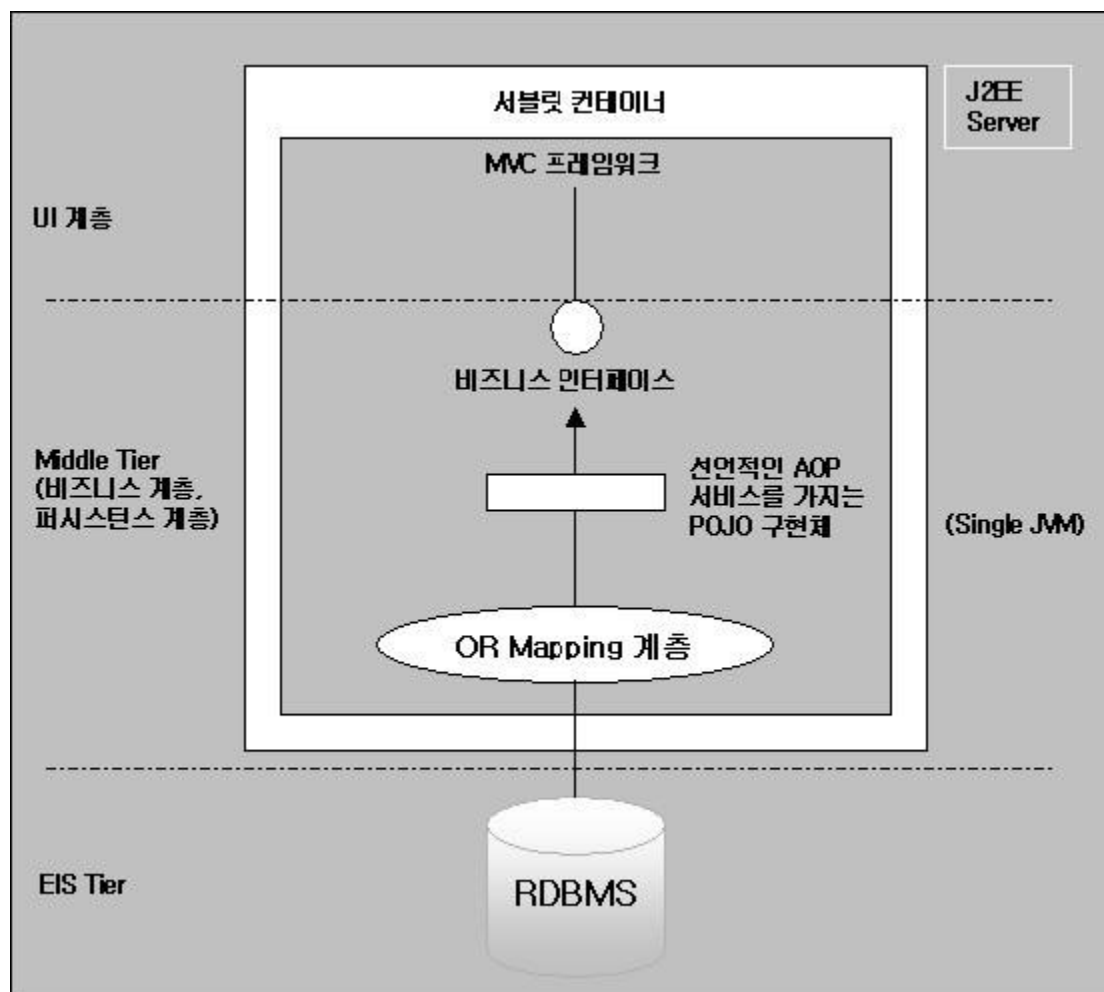 서블릿 컨테이너
J2EE
Server
MVC 프레임워크
UI 계층
비즈니스 인터페이스
Middle Tier
(비즈니스 계층,
퍼시스턴스 계층)
선언적인 AOP
서비스를 가지는
POJO 구현체
(Single JVM)
OR Mapping 계층
EIS Tier
RDBMS